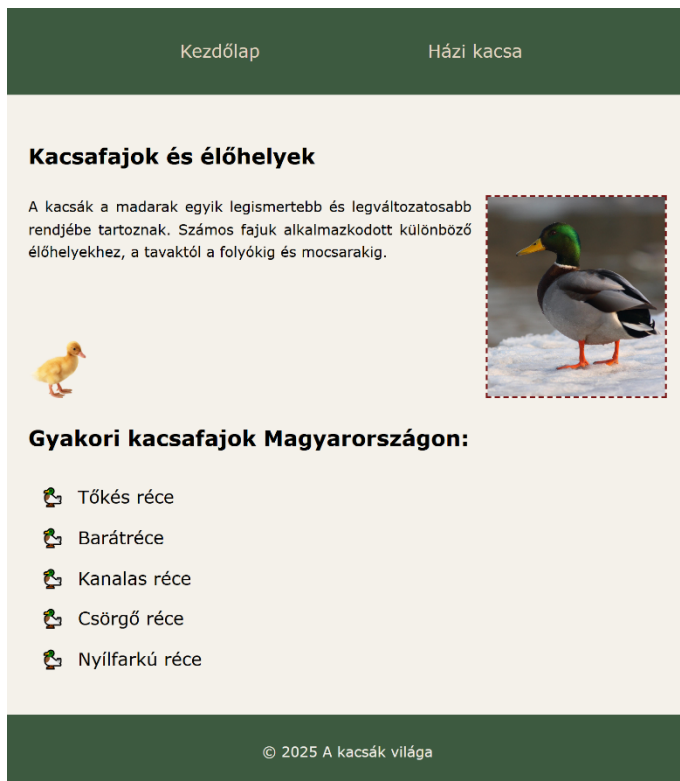 Kezdőlap Házi kacsa
Kacsafajok és élőhelyek
A kacsák a madarak egyik legismertebb és legváltozatosabb
rendjébe tartoznak. Számos fajuk alkalmazkodott különböző
élőhelyekhez, a tavaktól a folyókig és mocsarakig.
Gyakori kacsafajok Magyarországon:
Tőkés réce
Barátréce
Kanalas réce
Csörgő réce
Nyílfarkú réce
© 2025 A kacsák világa